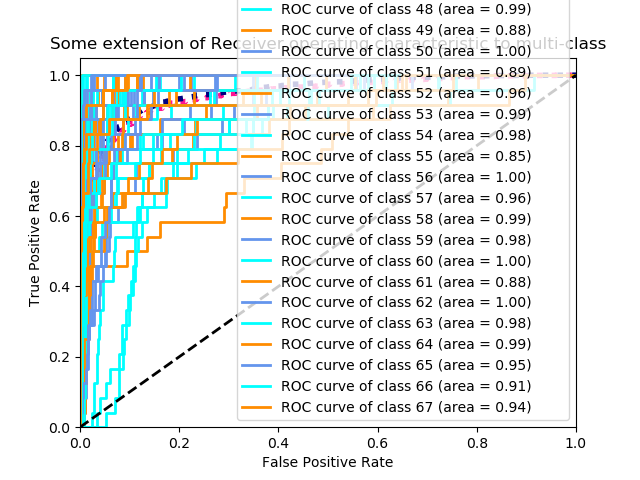 ROC curve of class 48 (area = 0.99)
ROC curve of class 49 (area = 0.88)
Some extension of Receiver operating characteristic to multi-class
ROC curve of class 50 (area = 1.00)
ROC curve of class 51 (area = 0.89)
ROC curve of class 52 (area = 0.96)
ROC curve of class 53 (area = 0.99)
ROC curve of class 54 (area = 0.98)
ROC curve of class 55 (area = 0.85)
ROC curve of class 56 (area = 1.00)
ROC curve of class 57 (area = 0.96)
ROC curve of class 58 (area = 0.99)
ROC curve of class 59 (area = 0.98)
ROC curve of class 60 (area = 1.00)
ROC curve of class 61 (area = 0.88)
ROC curve of class 62 (area = 1.00)
ROC curve of class 63 (area = 0.98)
ROC curve of class 64 (area = 0.99)
ROC curve of class 65 (area = 0.95)
ROC curve of class 66 (area = 0.91)
ROC curve of class 67 (area = 0.94)
True Positive Rate
1.0
0.8
0.6
0.4
0.2
0.0
0.0 0.2 0.4 0.6 0.8 1.0
False Positive Rate